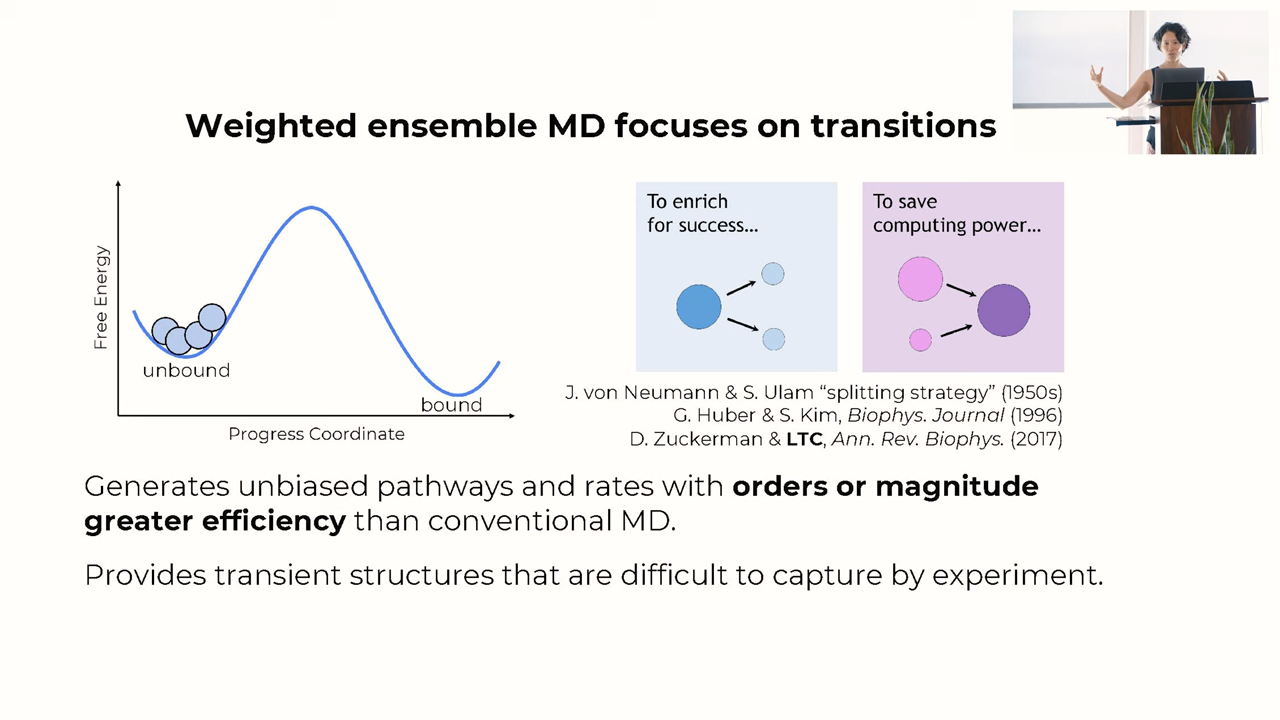 Weighted ensemble MD focuses on transitions
Free Energy
unbound
bound
Progress Coordinate
To enrich
for success...
To save
computing power...
J. von Neumann & S. Ulam “splitting strategy” (1950s)
G. Huber & S. Kim, Biophys. Journal (1996)
D. Zuckerman & LTC, Ann. Rev. Biophys. (2017)
Generates unbiased pathways and rates with orders or magnitude
greater efficiency than conventional MD.
Provides transient structures that are difficult to capture by experiment.